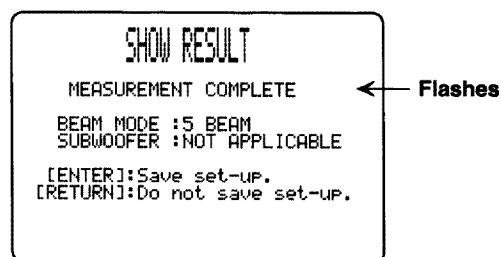 SHOW RESULT
MEASUREMENT COMPLETE
Flashes
BEAM MODE :5 BEAM
SUBWOOFER :NOT APPLICABLE
[ENTER]:Save set-up.
[RETURN]:Do not save set-up.